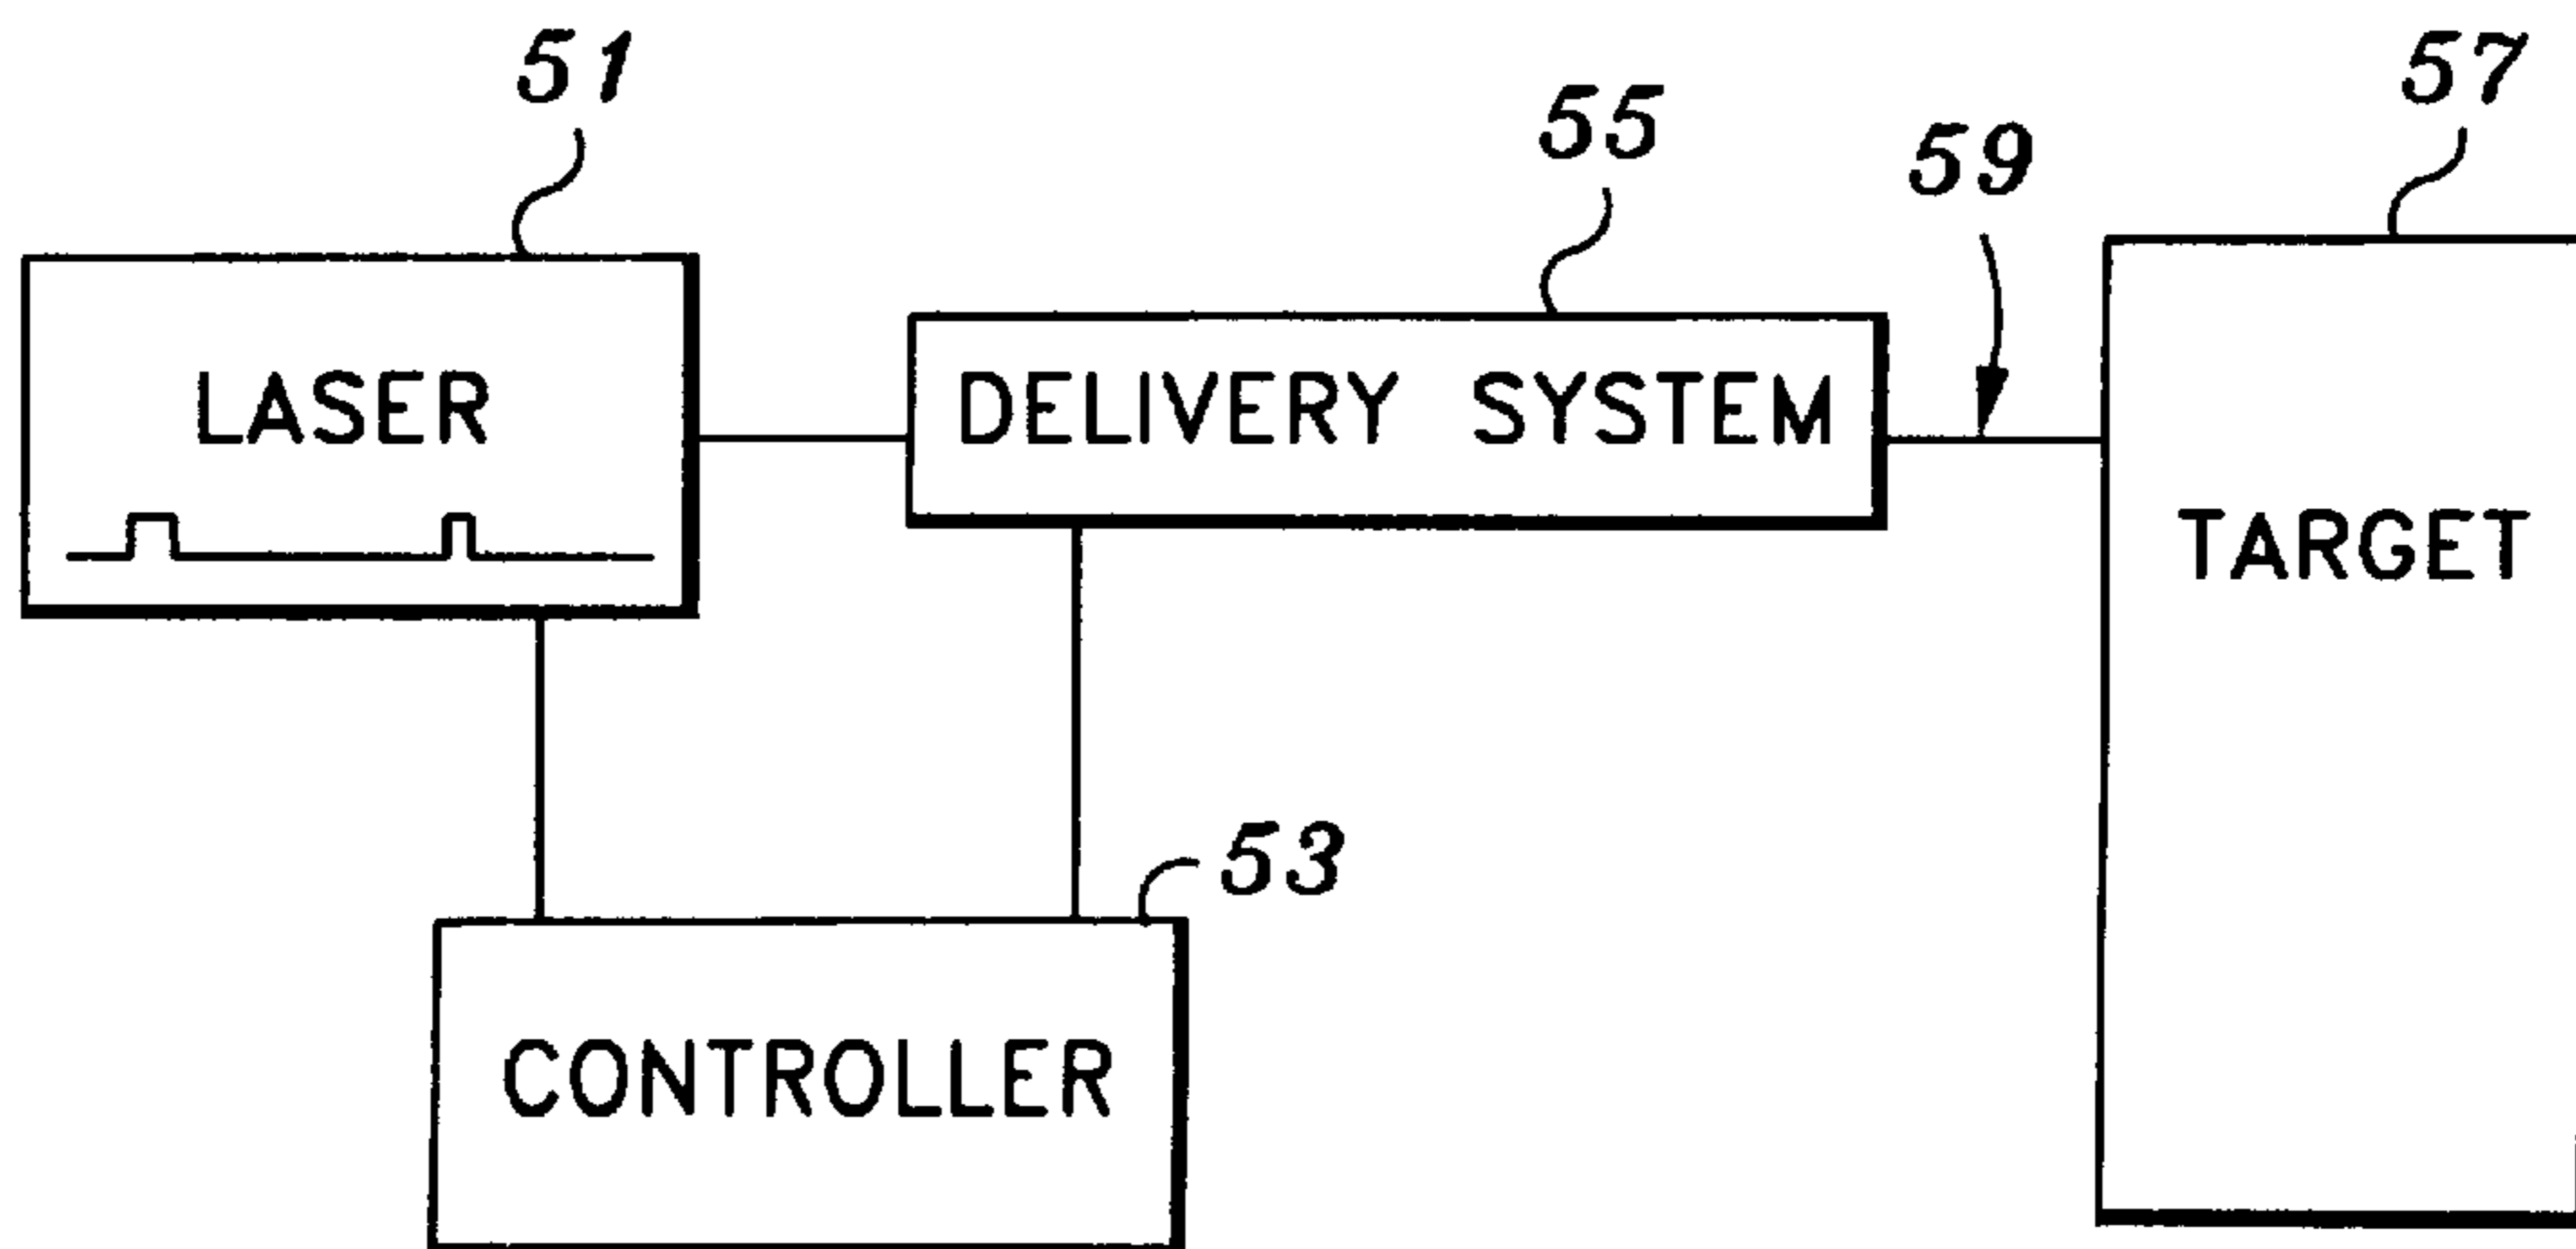 51
55
59
57
LASER
DELIVERY SYSTEM
TARGET
53
CONTROLLER